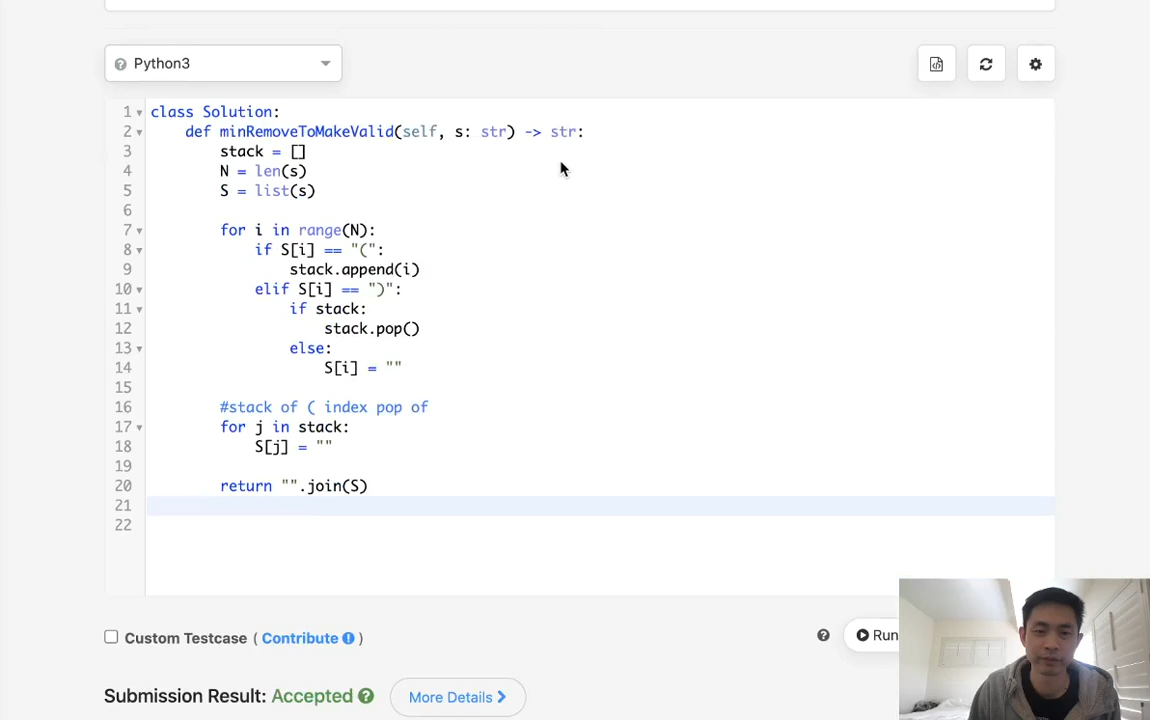 Python3
1 class Solution:
2 def minRemoveToMakeValid(self, s: str) -> str:
3 stack = []
4 N = len(s)
5 S = list(s)
6
7 for i in range(N):
8 if S[i] == "(":
9 stack.append(i)
10 elif S[i] == ")":
11 if stack:
12 stack.pop()
13 else:
14 S[i] = ""
15
16 #stack of ( index pop of
17 for j in stack:
18 S[j] = ""
19
20 return "".join(S)
21
22
Custom Testcase ( Contribute )
Run
Submission Result: Accepted More Details